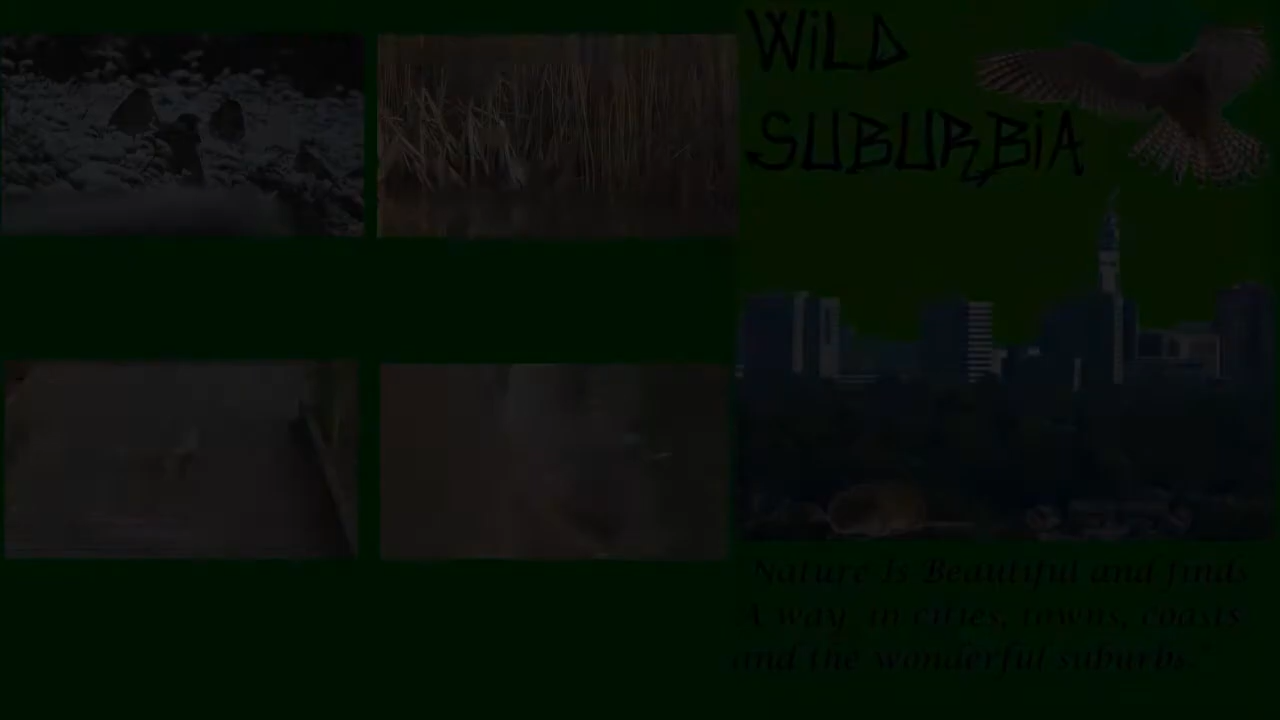 WiLD
SUBURBiA
Nature Is Beautiful and finds
A way, in cities, towns, coasts
and the wonderful suburbs."